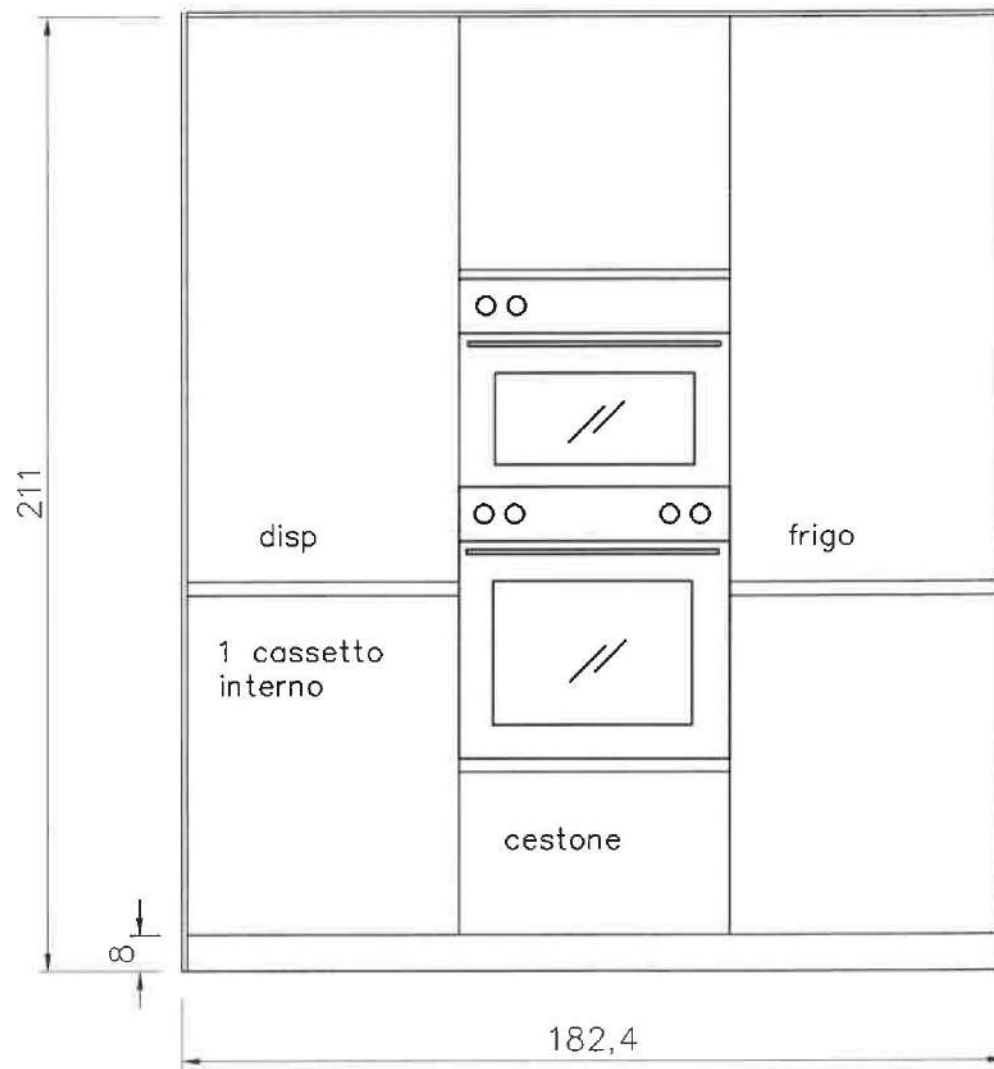 211
disp
frigo
1 cassetto
interno
cestone
8
182,4